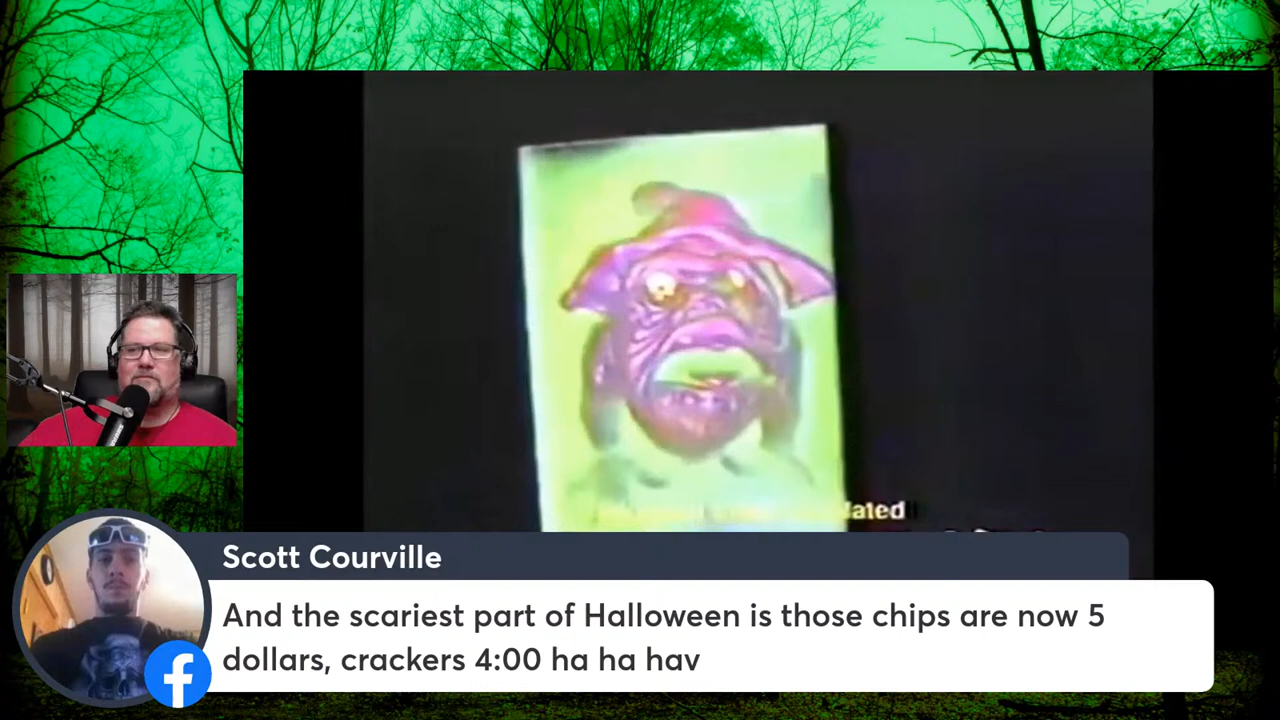 lated
Scott Courville
And the scariest part of Halloween is those chips are now 5
dollars, crackers 4:00 ha ha hav